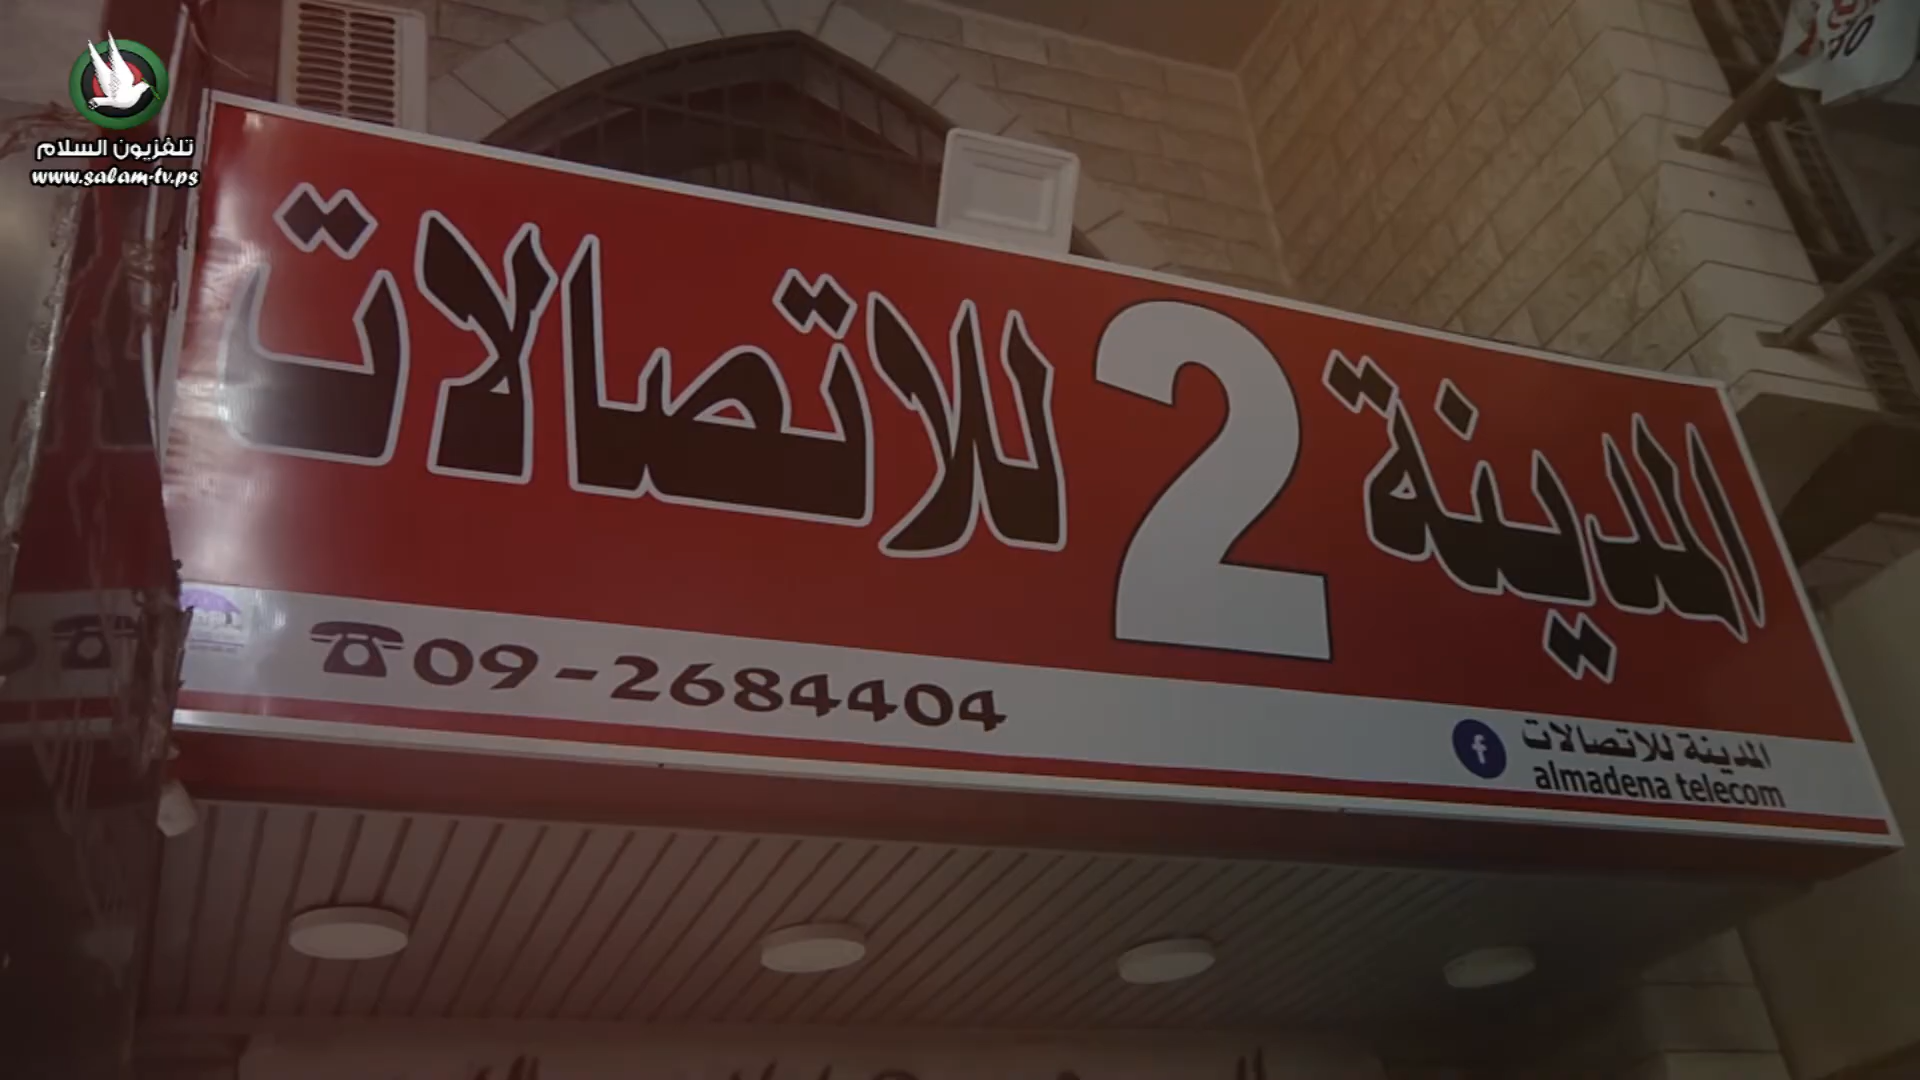 تلفزيون السلام
www.salam-tv.ps
المدينة 2 للاتصالات
09-2684404
المدينة للاتصالات
almadena telecom